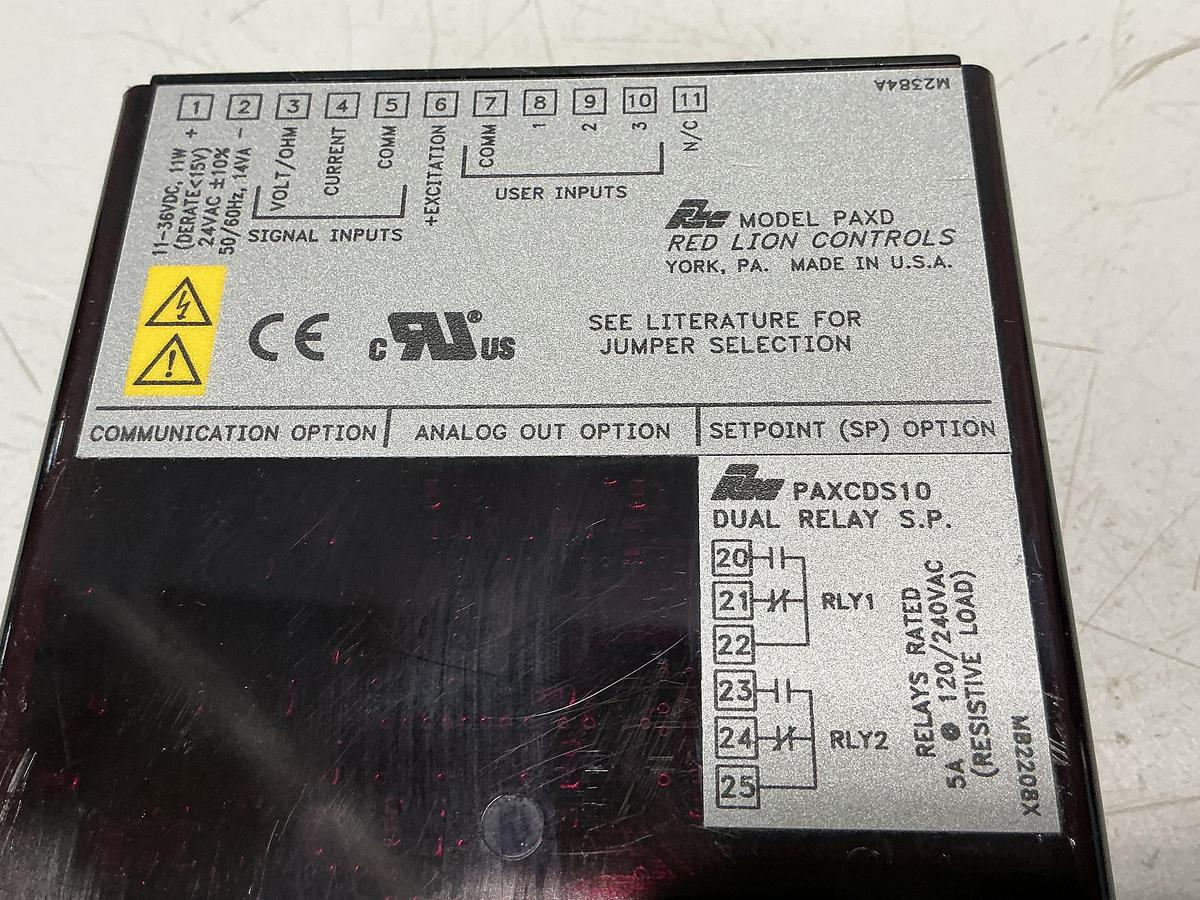 M2384A
1 2 3 4 5 6 7 8 9 10 11
+ - VOLT/OHM CURRENT COMM +EXCITATION COMM 1 2 3 N/C
11-36VDC, 11W
(DERATE<15V)
24VAC ±10%
50/60Hz, 14VA
SIGNAL INPUTS
USER INPUTS
MODEL PAXD
RED LION CONTROLS
YORK, PA. MADE IN U.S.A.
CE
C RU® US
SEE LITERATURE FOR
JUMPER SELECTION
COMMUNICATION OPTION
ANALOG OUT OPTION
SETPOINT (SP) OPTION
PAXCDS10
DUAL RELAY S.P.
20
21 RLY1
22
23
24 RLY2
25
RELAYS RATED
5A @ 120/240VAC
(RESISTIVE LOAD)
MB2208X